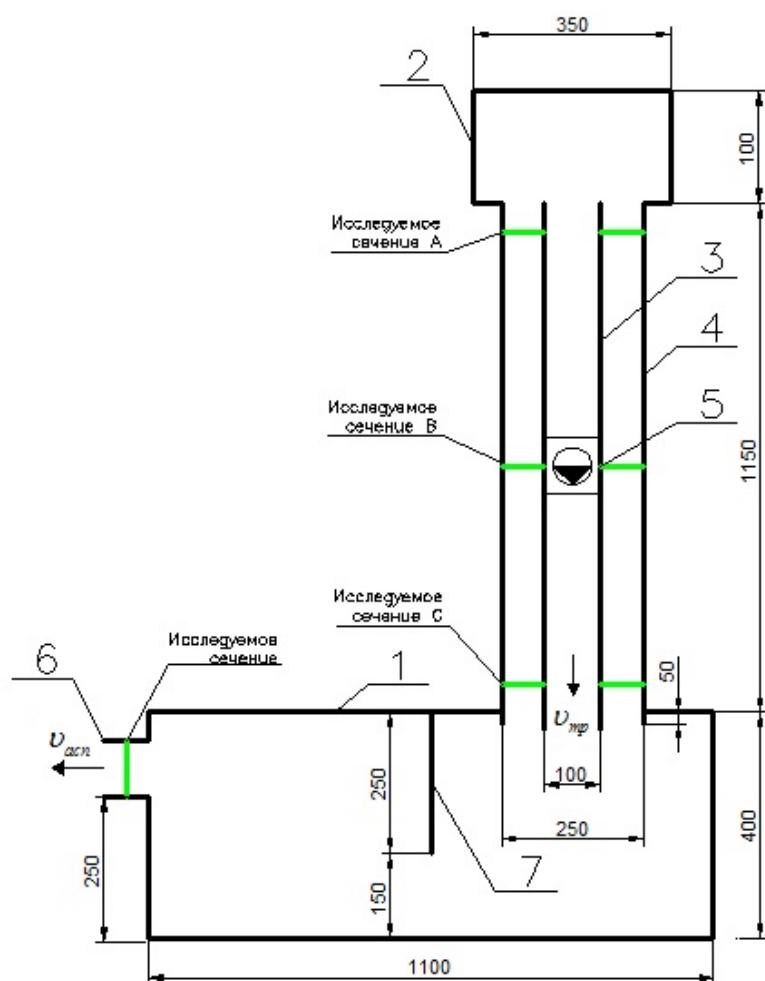 350
2
100
Исследуемое
сечение А
3
4
Исследуемое
сечение В
5
1150
Исследуемое
сечение С
Исследуемое
сечение
6
1
50
υасп
υтр
100
250
250
7
250
150
400
1100